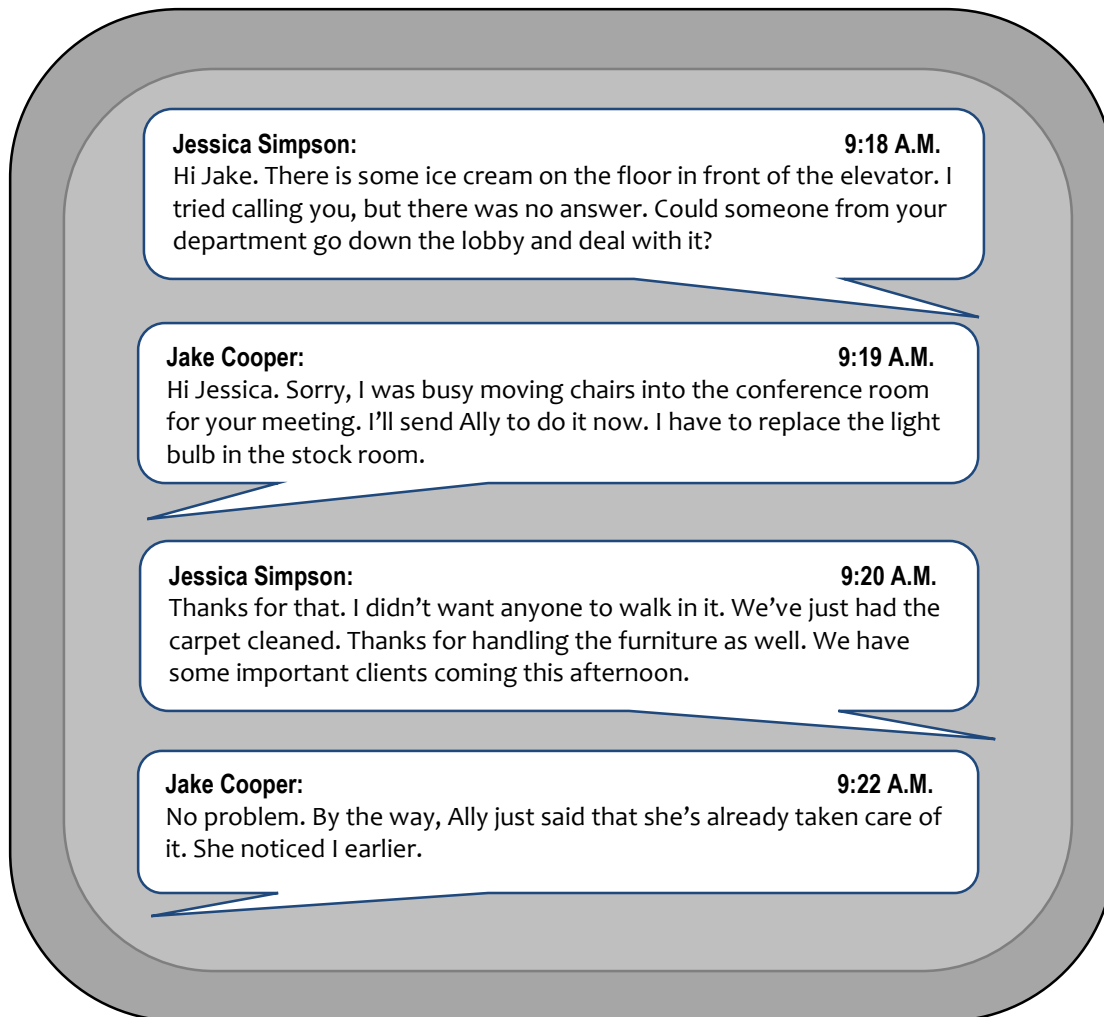 Jessica Simpson: 9:18 A.M.
Hi Jake. There is some ice cream on the floor in front of the elevator. I
tried calling you, but there was no answer. Could someone from your
department go down the lobby and deal with it?
Jake Cooper: 9:19 A.M.
Hi Jessica. Sorry, I was busy moving chairs into the conference room
for your meeting. I’ll send Ally to do it now. I have to replace the light
bulb in the stock room.
Jessica Simpson: 9:20 A.M.
Thanks for that. I didn’t want anyone to walk in it. We’ve just had the
carpet cleaned. Thanks for handling the furniture as well. We have
some important clients coming this afternoon.
Jake Cooper: 9:22 A.M.
No problem. By the way, Ally just said that she’s already taken care of
it. She noticed I earlier.